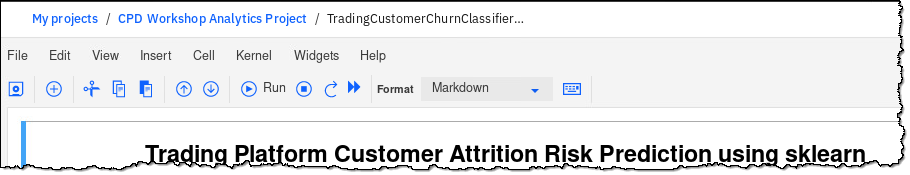 My projects / CPD Workshop Analytics Project / TradingCustomerChurnClassifier...
File Edit View Insert Cell Kernel Widgets Help
Run Format Markdown
Trading Platform Customer Attrition Risk Prediction using sklearn